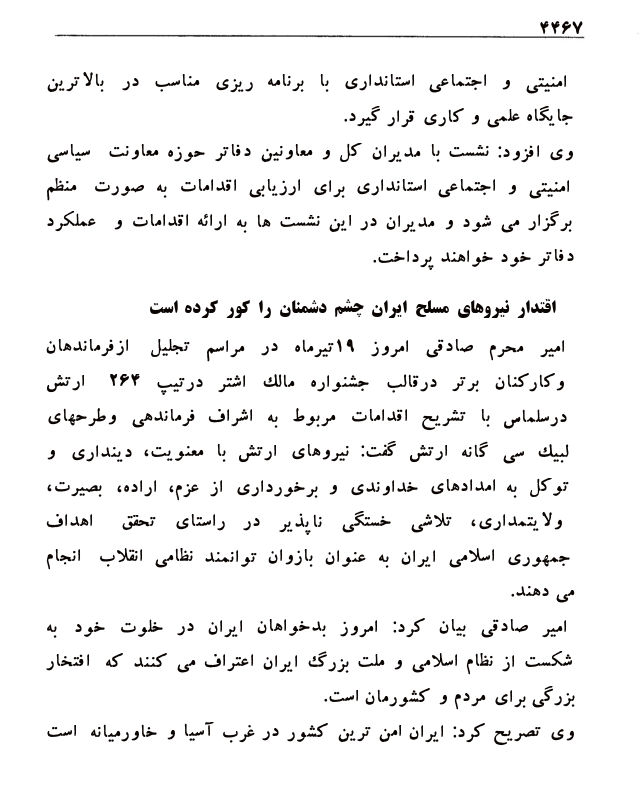 ۴۴۶۷
امنیتی و اجتماعی استانداری با برنامه ریزی مناسب در بالاترین
جایگاه علمی و کاری قرار گیرد.
وی افزود: نشست با مدیران کل و معاونین دفاتر حوزه معاونت سیاسی
امنیتی و اجتماعی استانداری برای ارزیابی اقدامات به صورت منظم
برگزار می شود و مدیران در این نشست ها به ارائه اقدامات و عملکرد
دفاتر خود خواهند پرداخت.
اقتدار نیروهای مسلح ایران چشم دشمنان را کور کرده است
امیر محرم صادقی امروز ۱۹تیرماه در مراسم تجلیل ازفرماندهان
وکارکنان برتر درقالب جشنواره مالك اشتر درتیپ ۲۶۴ ارتش
درسلماس با تشریح اقدامات مربوط به اشراف فرماندهی وطرحهای
لبیك سی گانه ارتش گفت: نیروهای ارتش با معنویت، دینداری و
توکل به امدادهای خداوندی و برخورداری از عزم، اراده، بصیرت،
ولایتمداری، تلاشی خستگی ناپذیر در راستای تحقق اهداف
جمهوری اسلامی ایران به عنوان بازوان توانمند نظامی انقلاب انجام
می دهند.
امیر صادقی بیان کرد: امروز بدخواهان ایران در خلوت خود به
شکست از نظام اسلامی و ملت بزرگ ایران اعتراف می کنند که افتخار
بزرگی برای مردم و کشورمان است.
وی تصریح کرد: ایران امن ترین کشور در غرب آسیا و خاورمیانه است